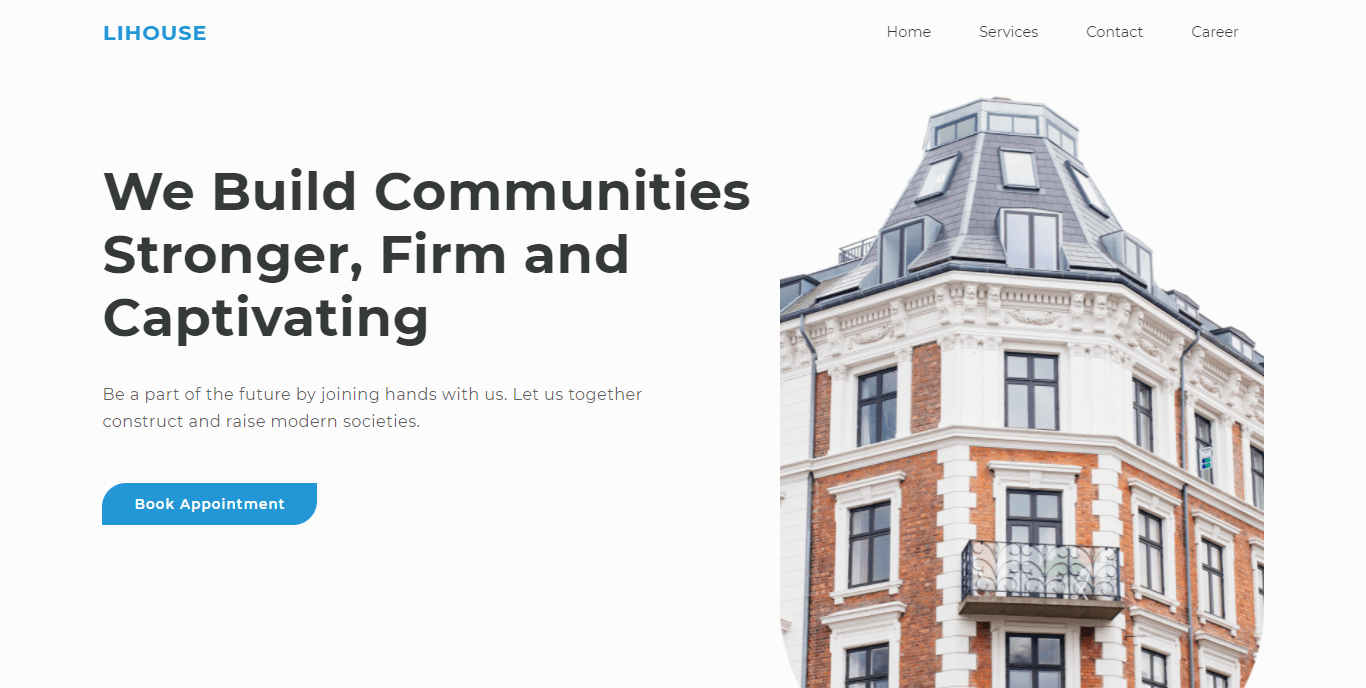 LIHOUSE
Home Services Contact Career
We Build Communities
Stronger, Firm and
Captivating
Be a part of the future by joining hands with us. Let us together
construct and raise modern societies.
Book Appointment